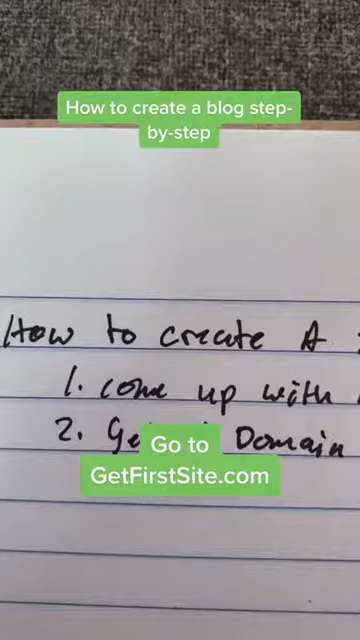 How to create a blog step-
by-step
How to create A
1. come up with
2. Ge
Domain
Go to
GetFirstSite.com